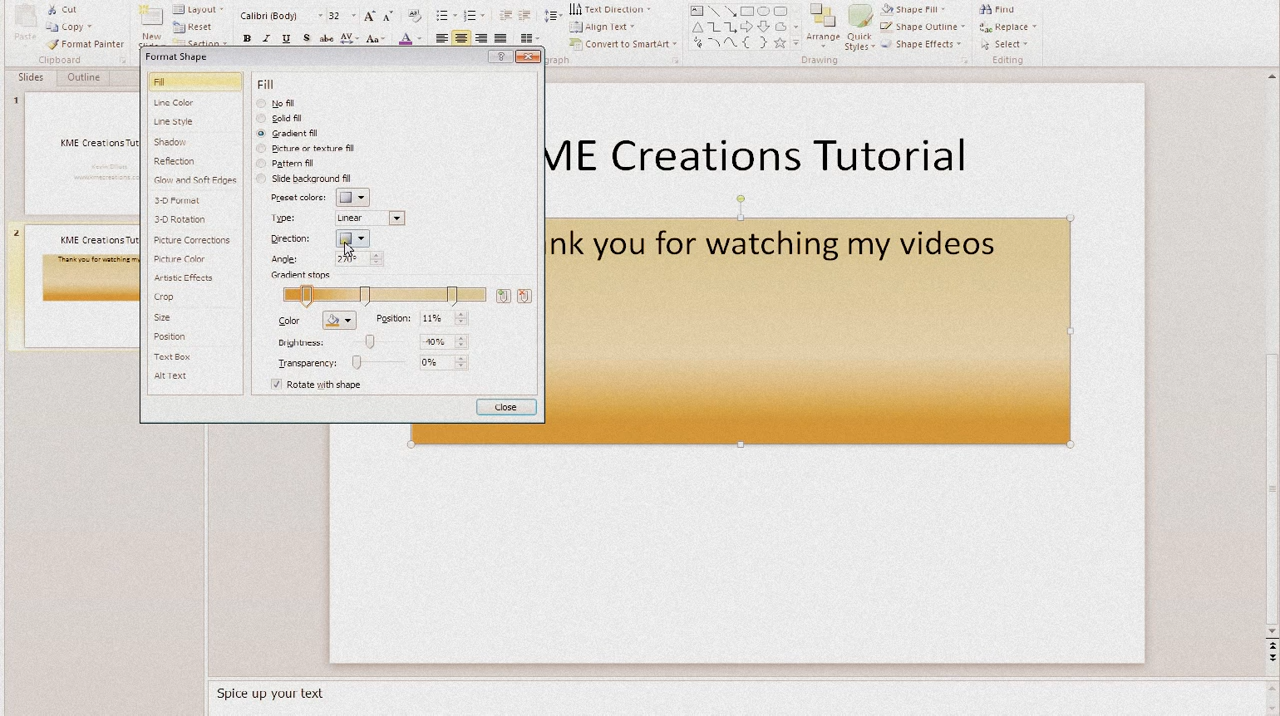 Cut
Copy
Format Painter
Paste
Clipboard
New
Layout
Reset
Section
Calibri (Body)
32
B I U S abc AV Aa A
Text Direction
Align Text
Convert to SmartArt
Arrange
Quick
Styles
Shape Fill
Shape Outline
Shape Effects
Drawing
Find
Replace
Select
Editing
Slides
Outline
1
KME Creations Tut
2
KME Creations Tut
Thank you for watching my
Format Shape
Fill
Line Color
Line Style
Shadow
Reflection
Glow and Soft Edges
3-D Format
3-D Rotation
Picture Corrections
Picture Color
Artistic Effects
Crop
Size
Position
Text Box
Alt Text
Fill
No fill
Solid fill
Gradient fill
Picture or texture fill
Pattern fill
Slide background fill
Preset colors:
Type:
Linear
Direction:
Angle:
270°
Gradient stops
Color
Position:
11%
Brightness:
-40%
Transparency:
0%
Rotate with shape
Close
ME Creations Tutorial
ank you for watching my videos
Spice up your text